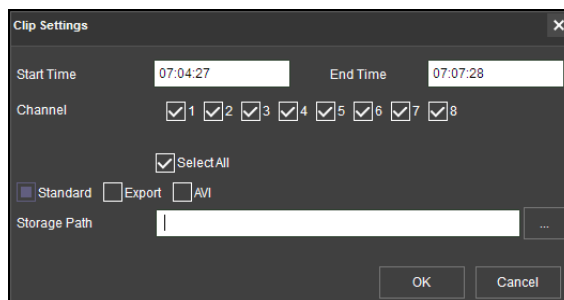 Clip Settings
Start Time 07:04:27 End Time 07:07:28
Channel 1 2 3 4 5 6 7 8
Select All
Standard Export AVI
Storage Path ...
OK Cancel